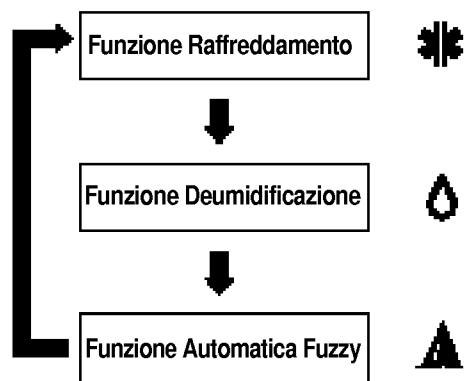 Funzione Raffreddamento
Funzione Deumidificazione
Funzione Automatica Fuzzy